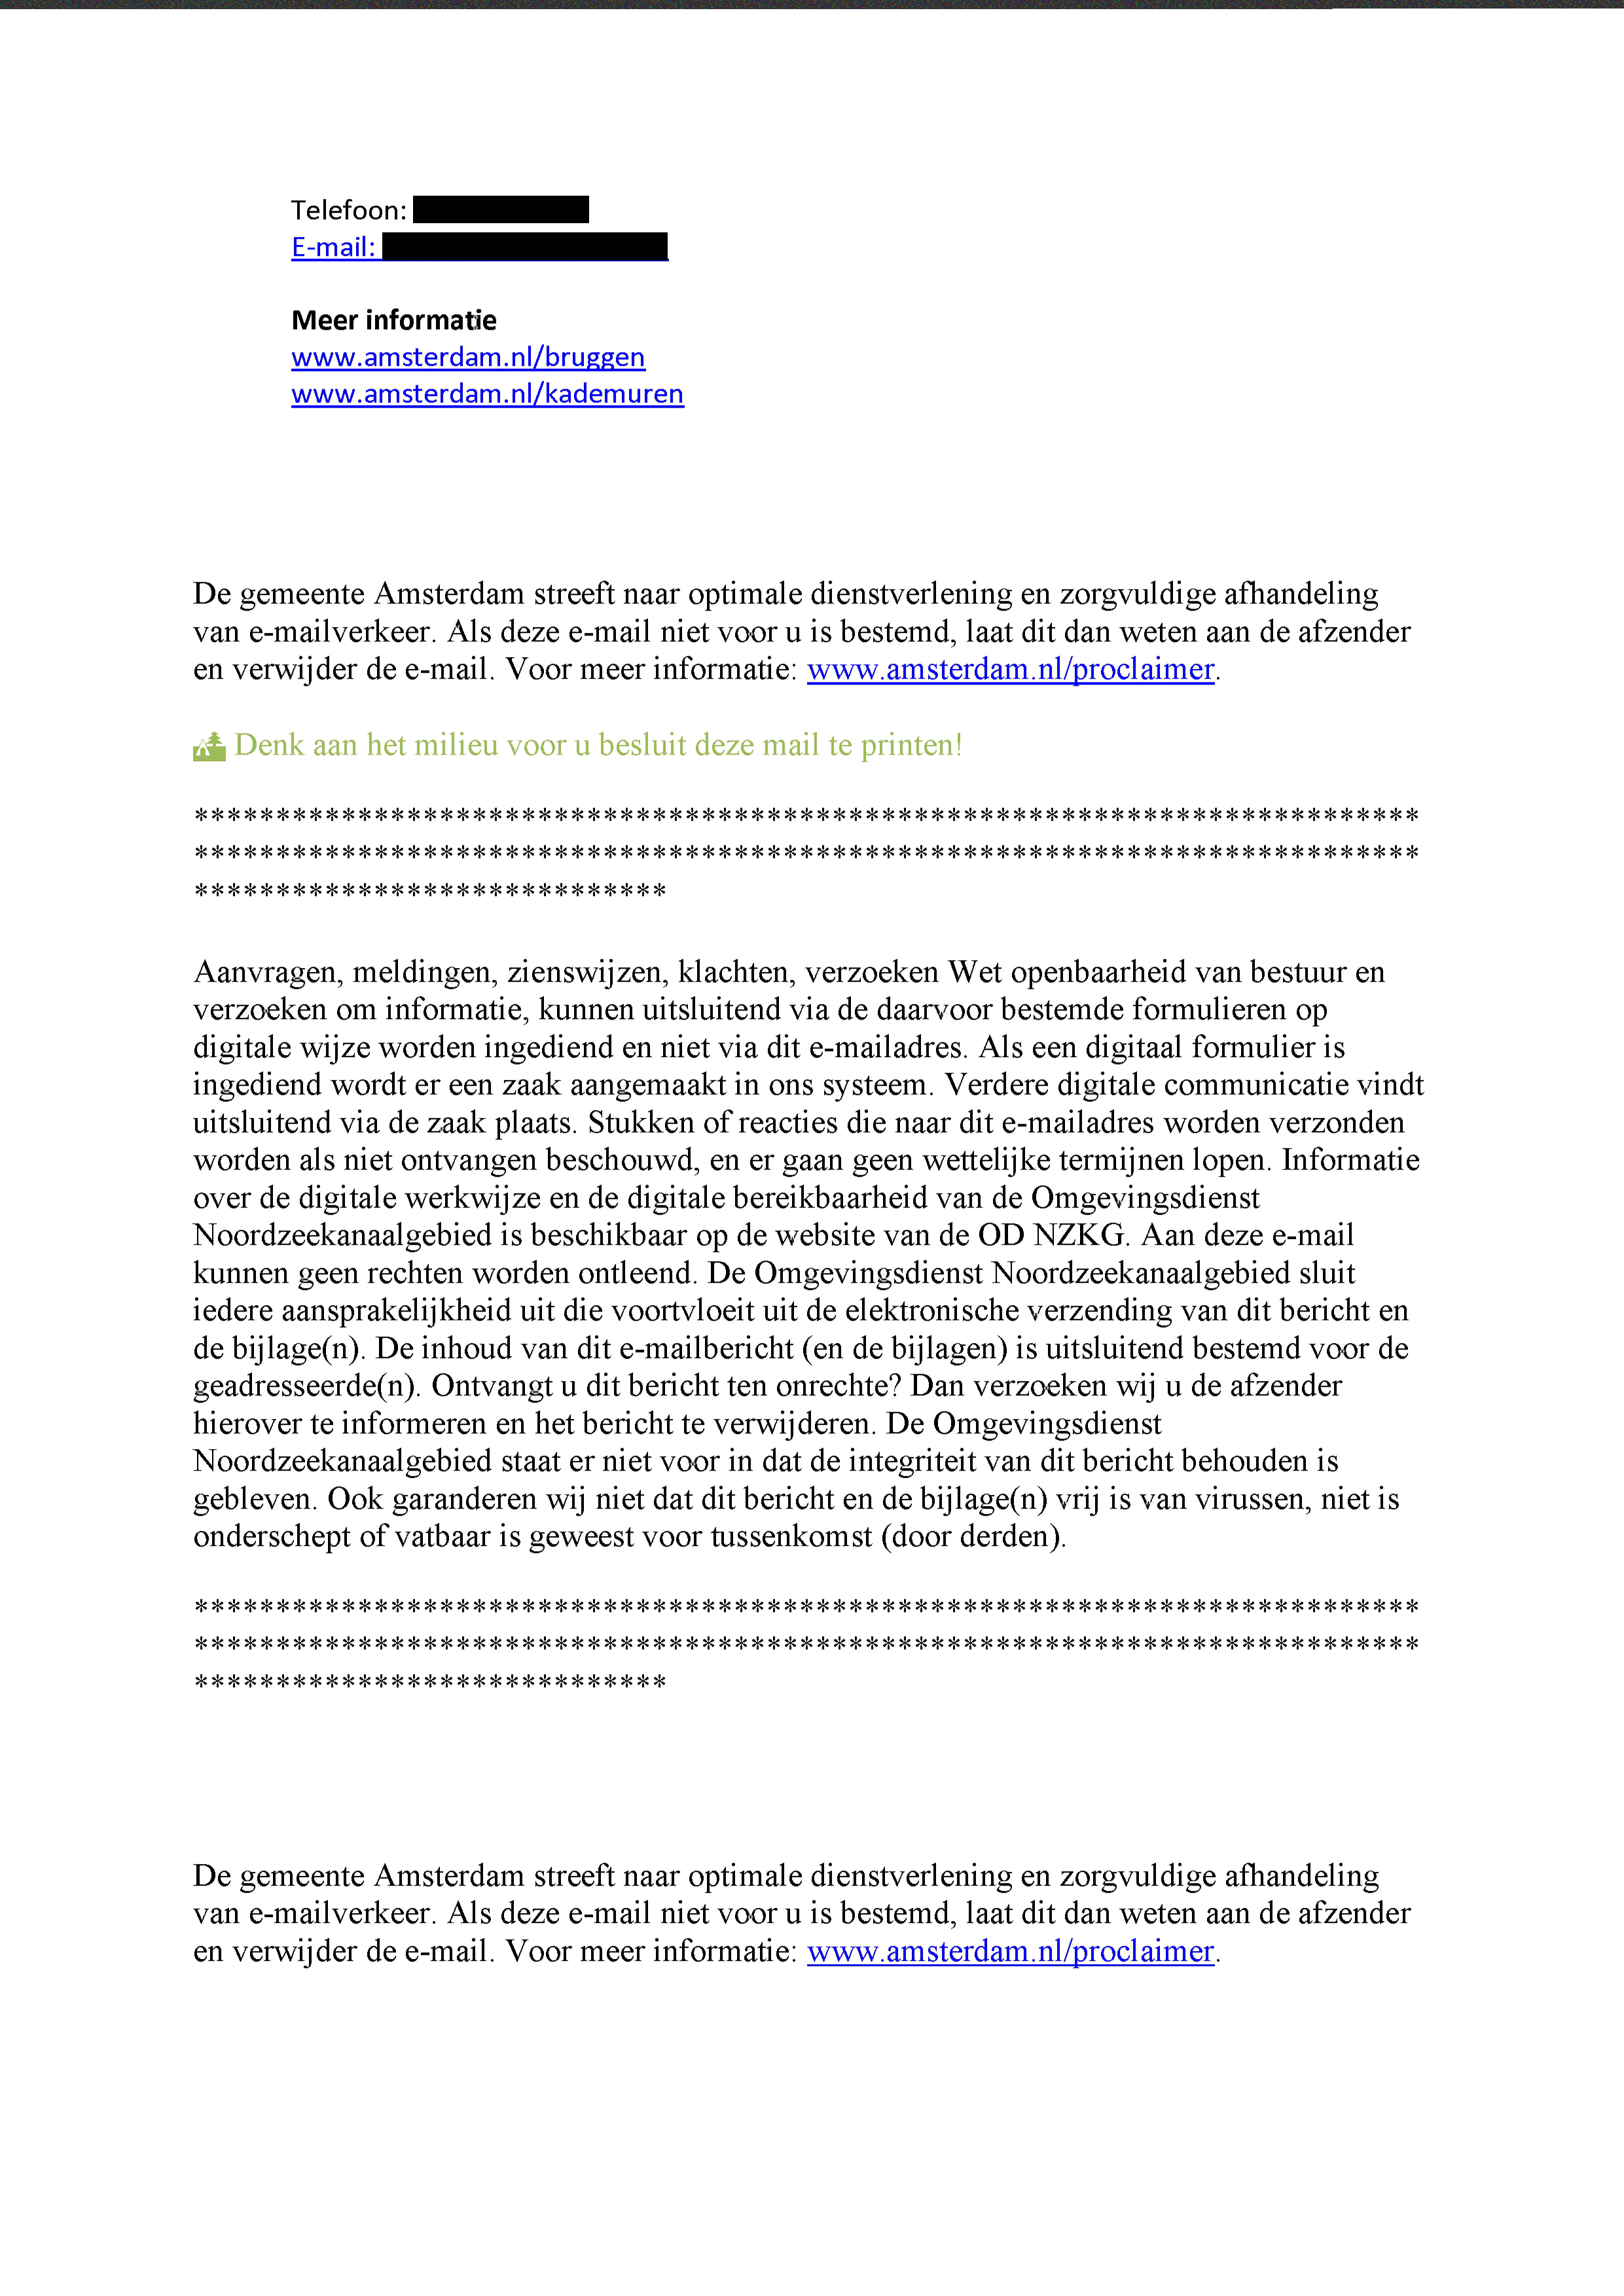 Telefoon:
E-mail:
Meer informatie
www.amsterdam.nl/bruggen
www.amsterdam.nl/kademuren
De gemeente Amsterdam streeft naar optimale dienstverlening en zorgvuldige afhandeling
van e-mailverkeer. Als deze e-mail niet voor u is bestemd, laat dit dan weten aan de afzender
en verwijder de e-mail. Voor meer informatie: www.amsterdam.nl/proclaimer.
🏕 Denk aan het milieu voor u besluit deze mail te printen!
***************************************************************************
***************************************************************************
*****************************
Aanvragen, meldingen, zienswijzen, klachten, verzoeken Wet openbaarheid van bestuur en
verzoeken om informatie, kunnen uitsluitend via de daarvoor bestemde formulieren op
digitale wijze worden ingediend en niet via dit e-mailadres. Als een digitaal formulier is
ingediend wordt er een zaak aangemaakt in ons systeem. Verdere digitale communicatie vindt
uitsluitend via de zaak plaats. Stukken of reacties die naar dit e-mailadres worden verzonden
worden als niet ontvangen beschouwd, en er gaan geen wettelijke termijnen lopen. Informatie
over de digitale werkwijze en de digitale bereikbaarheid van de Omgevingsdienst
Noordzeekanaalgebied is beschikbaar op de website van de OD NZKG. Aan deze e-mail
kunnen geen rechten worden ontleend. De Omgevingsdienst Noordzeekanaalgebied sluit
iedere aansprakelijkheid uit die voortvloeit uit de elektronische verzending van dit bericht en
de bijlage(n). De inhoud van dit e-mailbericht (en de bijlagen) is uitsluitend bestemd voor de
geadresseerde(n). Ontvangt u dit bericht ten onrechte? Dan verzoeken wij u de afzender
hierover te informeren en het bericht te verwijderen. De Omgevingsdienst
Noordzeekanaalgebied staat er niet voor in dat de integriteit van dit bericht behouden is
gebleven. Ook garanderen wij niet dat dit bericht en de bijlage(n) vrij is van virussen, niet is
onderschept of vatbaar is geweest voor tussenkomst (door derden).
***************************************************************************
***************************************************************************
*****************************
De gemeente Amsterdam streeft naar optimale dienstverlening en zorgvuldige afhandeling
van e-mailverkeer. Als deze e-mail niet voor u is bestemd, laat dit dan weten aan de afzender
en verwijder de e-mail. Voor meer informatie: www.amsterdam.nl/proclaimer.